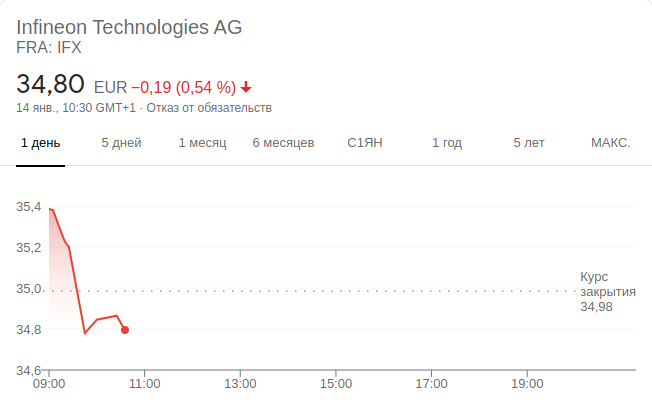 Infineon Technologies AG
FRA: IFX
34,80 EUR −0,19 (0,54 %)
14 янв., 10:30 GMT+1 · Отказ от обязательств
1 день 5 дней 1 месяц 6 месяцев С1ЯН 1 год 5 лет МАКС.
35,4
35,2
35,0
34,8
34,6
Курс
закрытия
34,98
09:00 11:00 13:00 15:00 17:00 19:00